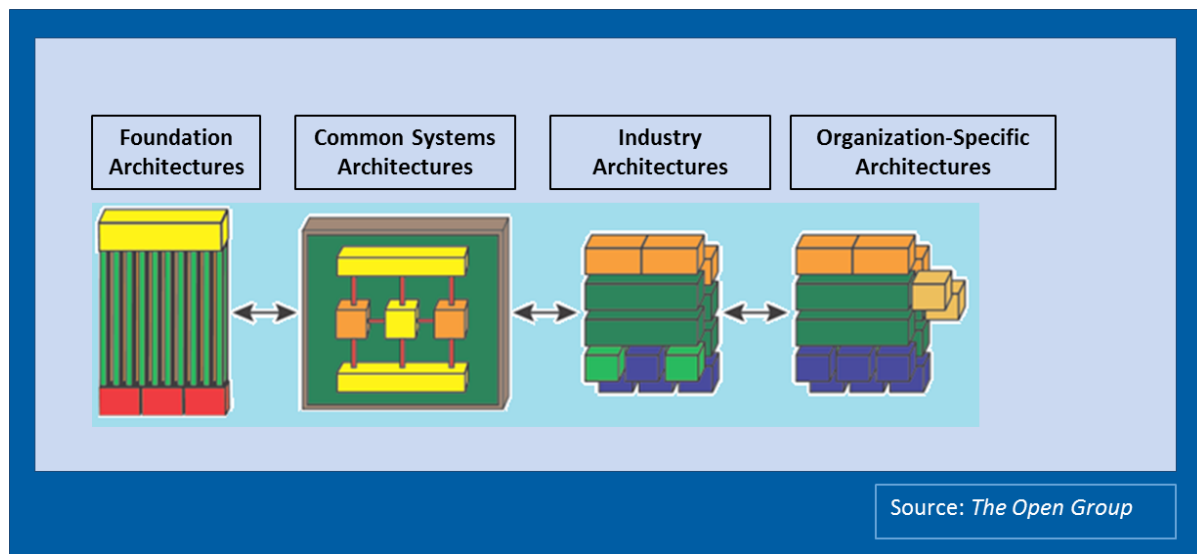 Foundation
Architectures
Common Systems
Architectures
Industry
Architectures
Organization-Specific
Architectures
Source: The Open Group